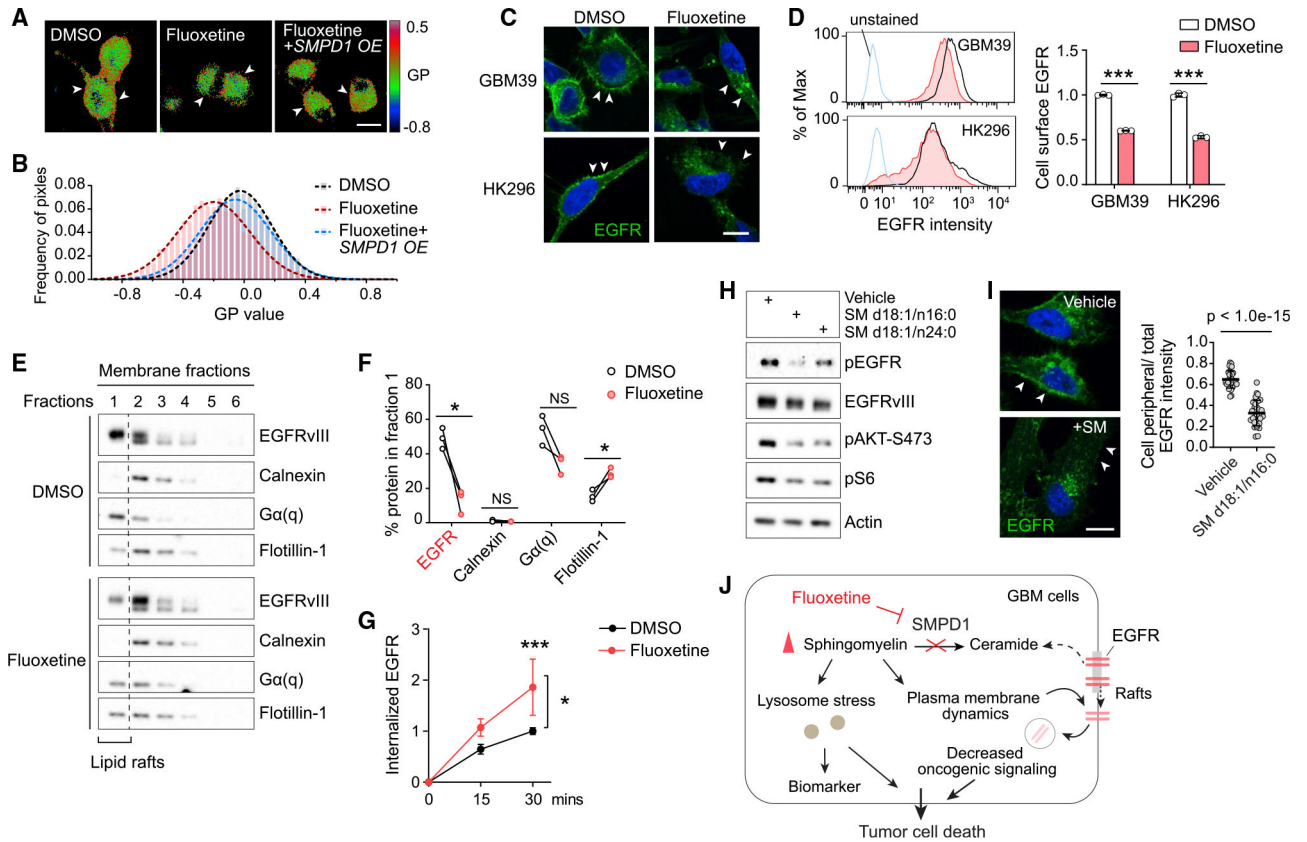 A
DMSO
Fluoxetine
Fluoxetine
+SMPD1 OE
0.5
GP
-0.8
B
Frequency of pixles
0.08
0.06
0.04
0.02
0.00
-0.8
-0.4
0.0
0.4
0.8
GP value
DMSO
Fluoxetine
Fluoxetine+
SMPD1 OE
C
DMSO
Fluoxetine
GBM39
HK296
EGFR
D
unstained
% of Max
100
50
0
GBM39
100
50
0
HK296
0 10¹ 10² 10³ 10⁴
EGFR intensity
DMSO
Fluoxetine
Cell surface EGFR
1.5
1.0
0.5
0.0
***
***
GBM39
HK296
E
Membrane fractions
Fractions 1 2 3 4 5 6
DMSO
EGFRvIII
Calnexin
Gα(q)
Flotillin-1
Fluoxetine
EGFRvIII
Calnexin
Gα(q)
Flotillin-1
Lipid rafts
F
% protein in fraction 1
80
60
40
20
0
*
NS
NS
*
DMSO
Fluoxetine
EGFR
Calnexin
Gα(q)
Flotillin-1
G
Internalized EGFR
3
2
1
0
0 15 30 mins
DMSO
Fluoxetine
***
*
H
+ Vehicle
+ SM d18:1/n16:0
+ SM d18:1/n24:0
pEGFR
EGFRvIII
pAKT-S473
pS6
Actin
I
Vehicle
+SM
EGFR
p < 1.0e-15
Cell peripheral/ total
EGFR intensity
1.0
0.8
0.6
0.4
0.2
0.0
Vehicle
SM d18:1/n16:0
J
Fluoxetine
GBM cells
SMPD1
Sphingomyelin
Ceramide
EGFR
Rafts
Lysosome stress
Plasma membrane
dynamics
Biomarker
Decreased
oncogenic signaling
Tumor cell death